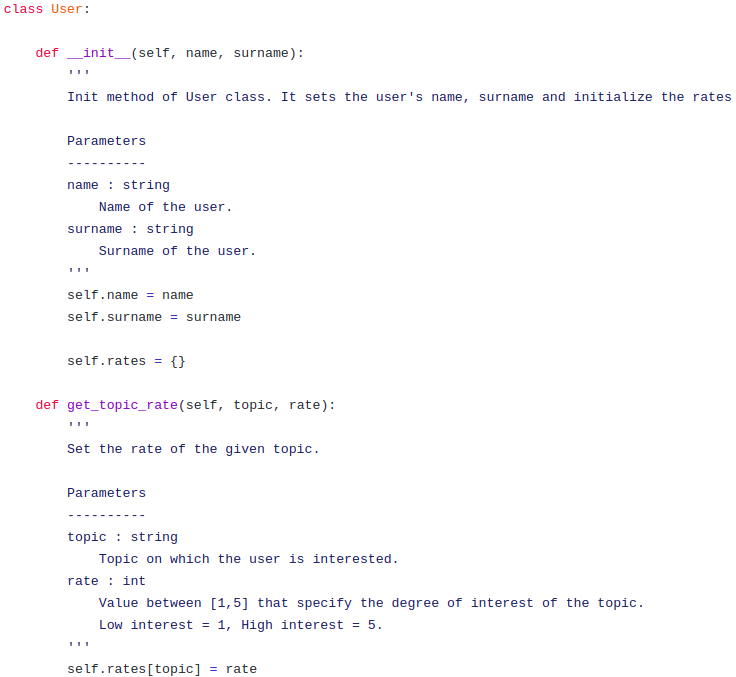 class User:
    def __init__(self, name, surname):
        '''
        Init method of User class. It sets the user's name, surname and initialize the rates
        Parameters
        ----------
        name : string
            Name of the user.
        surname : string
            Surname of the user.
        '''
        self.name = name
        self.surname = surname
        self.rates = {}
    def get_topic_rate(self, topic, rate):
        '''
        Set the rate of the given topic.
        Parameters
        ----------
        topic : string
            Topic on which the user is interested.
        rate : int
            Value between [1,5] that specify the degree of interest of the topic.
            Low interest = 1, High interest = 5.
        '''
        self.rates[topic] = rate